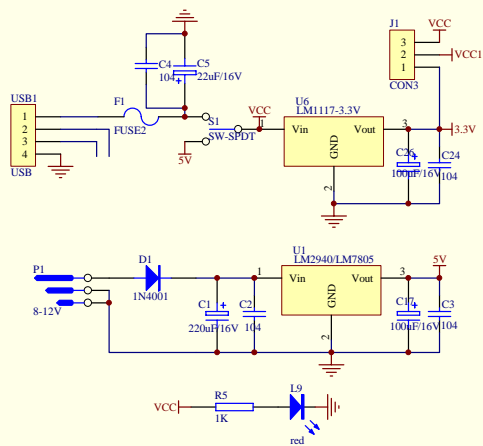 J1
VCC
3
2
VCC1
1
CON3
C4
C5
104
22uF/16V
USB1
1
2
3
4
USB
F1
FUSE2
S1
SW-SPDT
5V
VCC
1
U6
LM1117-3.3V
Vin
Vout
GND
2
3
3.3V
C26
100uF/16V
C24
104
P1
8-12V
D1
1N4001
C1
220uF/16V
C2
104
1
U1
LM2940/LM7805
Vin
Vout
GND
2
3
5V
C17
100uF/16V
C3
104
VCC
R5
1K
L9
red